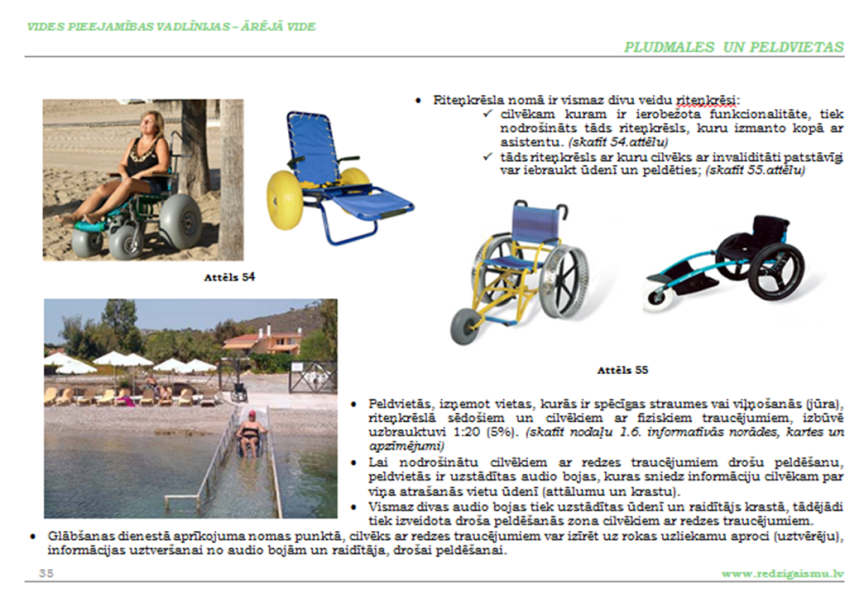 VIDES PIEEJAMĪBAS VADLĪNIJAS – ĀRĒJĀ VIDE
PLUDMALES UN PELDVIETAS
• Riteņkrēsla nomā ir vismaz divu veidu riteņkrēsi:
✓ cilvēkam kuram ir ierobežota funkcionalitāte, tiek
nodrošināts tāds riteņkrēsls, kuru izmanto kopā ar
asistentu. (skatīt 54.attēlu)
✓ tāds riteņkrēsls ar kuru cilvēks ar invaliditāti patstāvīgi
var iebraukt ūdenī un peldēties; (skatīt 55.attēlu)
Attēls 54
Attēls 55
• Peldvietās, izņemot vietas, kurās ir spēcīgas straumes vai viļņošanās (jūra),
riteņkrēslā sēdošiem un cilvēkiem ar fiziskiem traucējumiem, izbūvē
uzbrauktuvi 1:20 (5%). (skatīt nodaļu 1.6. informatīvās norādes, kartes un
apzīmējumi)
• Lai nodrošinātu cilvēkiem ar redzes traucējumiem drošu peldēšanu,
peldvietās ir uzstādītas audio bojas, kuras sniedz informāciju cilvēkam par
viņa atrašanās vietu ūdenī (attālumu un krastu).
• Vismaz divas audio bojas tiek uzstādītas ūdenī un raidītājs krastā, tādējādi
tiek izveidota droša peldēšanās zona cilvēkiem ar redzes traucējumiem.
• Glābšanas dienestā aprīkojuma nomas punktā, cilvēks ar redzes traucējumiem var izīrēt uz rokas uzliekamu aproci (uztvērēju),
informācijas uztveršanai no audio bojām un raidītāja, drošai peldēšanai.
35
www.redzigaismu.lv